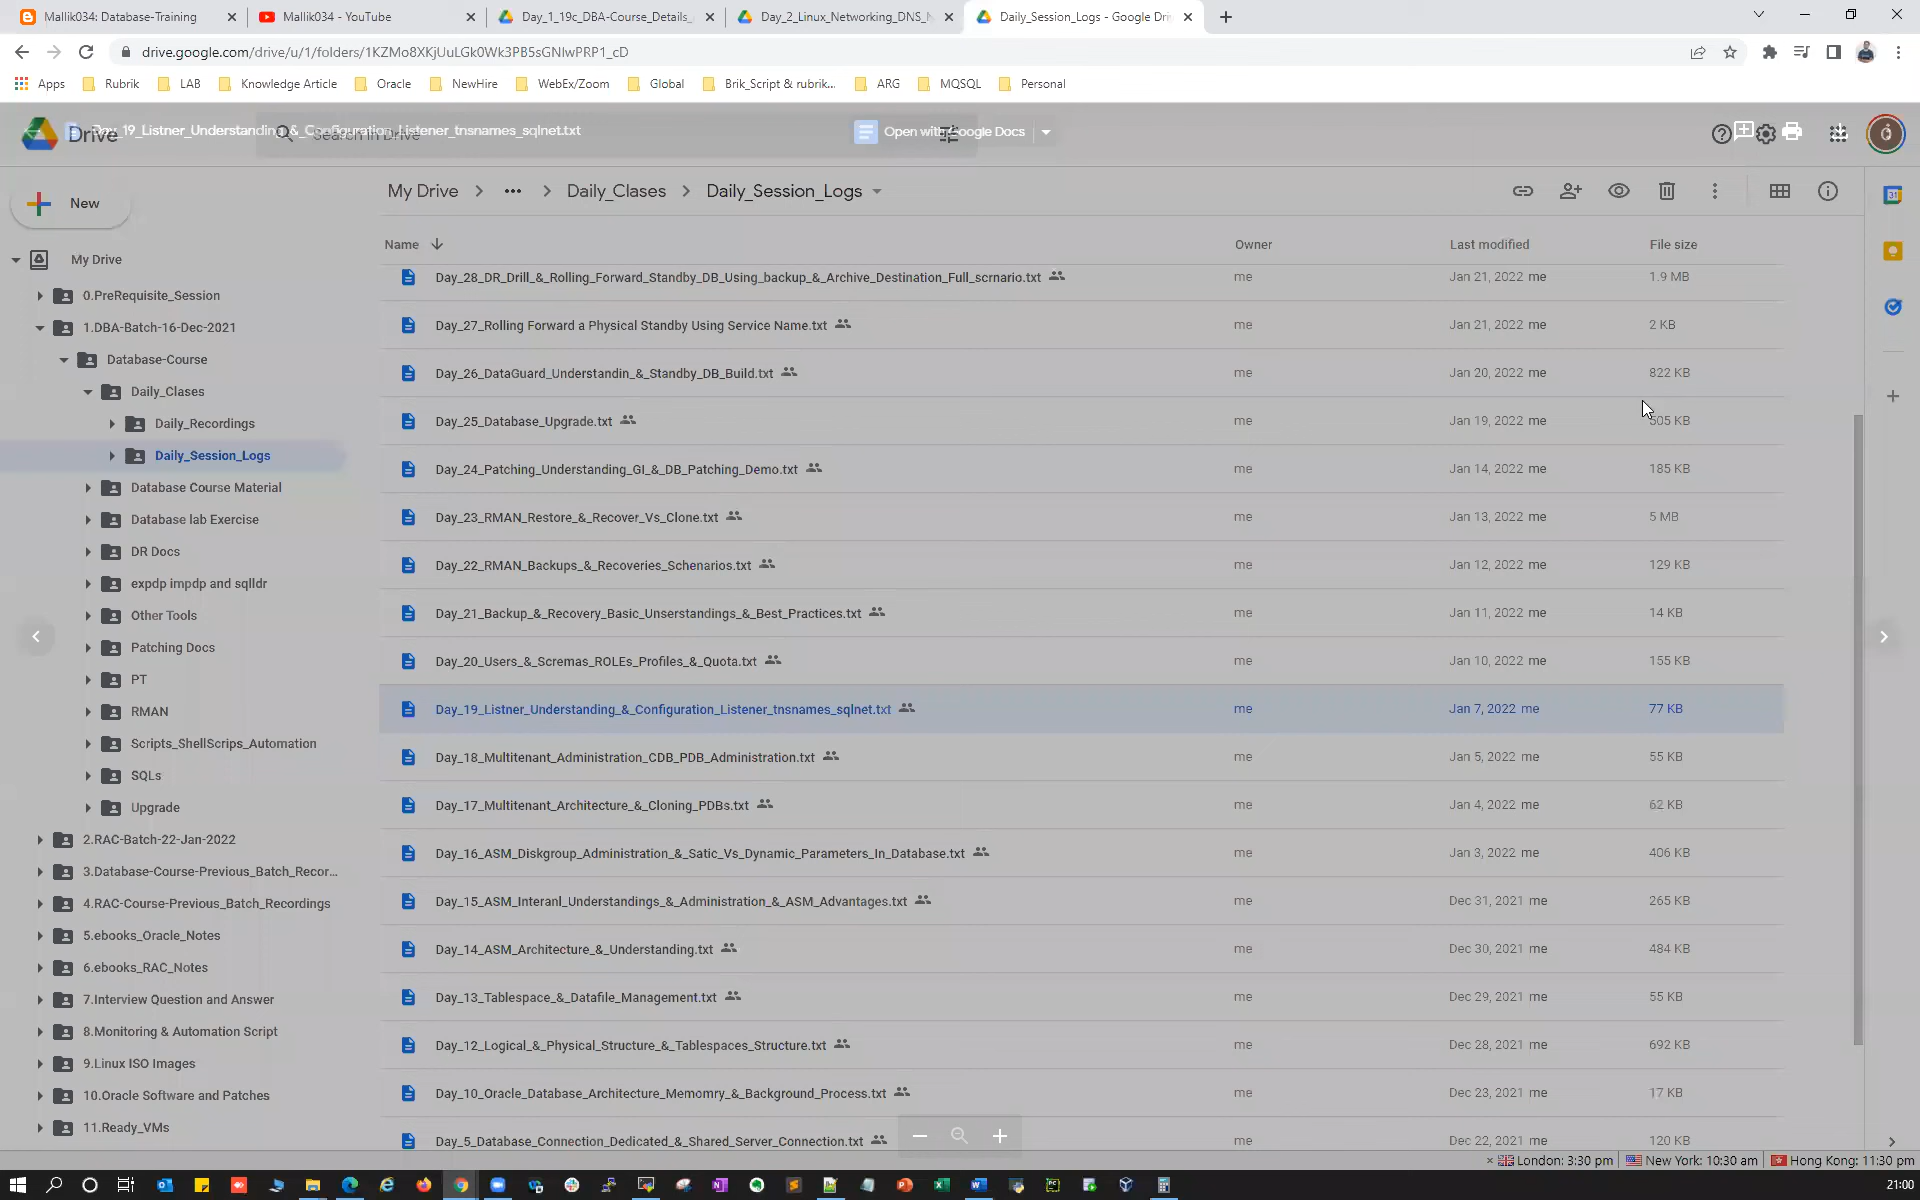 Mallik034: Database-Training
Mallik034 - YouTube
Day_1_19c_DBA-Course_Details_
Day_2_Linux_Networking_DNS_N
Daily_Session_Logs - Google Driv
drive.google.com/drive/u/1/folders/1KZMo8XKjUuLGk0Wk3PB5sGNIwPRP1_cD
Apps Rubrik LAB Knowledge Article Oracle NewHire WebEx/Zoom Global Brik_Script & rubrik... ARG MQSQL Personal
Drive
Day_19_Listner_Understanding_&_Configuration_Listener_tnsnames_sqlnet.txt
Search in Drive
Open with Google Docs
New
My Drive
0.PreRequisite_Session
1.DBA-Batch-16-Dec-2021
Database-Course
Daily_Clases
Daily_Recordings
Daily_Session_Logs
Database Course Material
Database lab Exercise
DR Docs
expdp impdp and sqlldr
Other Tools
Patching Docs
PT
RMAN
Scripts_ShellScrips_Automation
SQLs
Upgrade
2.RAC-Batch-22-Jan-2022
3.Database-Course-Previous_Batch_Recor...
4.RAC-Course-Previous_Batch_Recordings
5.ebooks_Oracle_Notes
6.ebooks_RAC_Notes
7.Interview Question and Answer
8.Monitoring & Automation Script
9.Linux ISO Images
10.Oracle Software and Patches
11.Ready_VMs
My Drive > ... > Daily_Clases > Daily_Session_Logs
Name Owner Last modified File size
Day_28_DR_Drill_&_Rolling_Forward_Standby_DB_Using_backup_&_Archive_Destination_Full_scrnario.txt me Jan 21, 2022 me 1.9 MB
Day_27_Rolling Forward a Physical Standby Using Service Name.txt me Jan 21, 2022 me 2 KB
Day_26_DataGuard_Understandin_&_Standby_DB_Build.txt me Jan 20, 2022 me 822 KB
Day_25_Database_Upgrade.txt me Jan 19, 2022 me 505 KB
Day_24_Patching_Understanding_GI_&_DB_Patching_Demo.txt me Jan 14, 2022 me 185 KB
Day_23_RMAN_Restore_&_Recover_Vs_Clone.txt me Jan 13, 2022 me 5 MB
Day_22_RMAN_Backups_&_Recoveries_Schenarios.txt me Jan 12, 2022 me 129 KB
Day_21_Backup_&_Recovery_Basic_Unserstandings_&_Best_Practices.txt me Jan 11, 2022 me 14 KB
Day_20_Users_&_Scremas_ROLEs_Profiles_&_Quota.txt me Jan 10, 2022 me 155 KB
Day_19_Listner_Understanding_&_Configuration_Listener_tnsnames_sqlnet.txt me Jan 7, 2022 me 77 KB
Day_18_Multitenant_Administration_CDB_PDB_Administration.txt me Jan 5, 2022 me 55 KB
Day_17_Multitenant_Architecture_&_Cloning_PDBs.txt me Jan 4, 2022 me 62 KB
Day_16_ASM_Diskgroup_Administration_&_Satic_Vs_Dynamic_Parameters_In_Database.txt me Jan 3, 2022 me 406 KB
Day_15_ASM_Interanl_Understandings_&_Administration_&_ASM_Advantages.txt me Dec 31, 2021 me 265 KB
Day_14_ASM_Architecture_&_Understanding.txt me Dec 30, 2021 me 484 KB
Day_13_Tablespace_&_Datafile_Management.txt me Dec 29, 2021 me 55 KB
Day_12_Logical_&_Physical_Structure_&_Tablespaces_Structure.txt me Dec 28, 2021 me 692 KB
Day_10_Oracle_Database_Architecture_Memomry_&_Background_Process.txt me Dec 23, 2021 me 17 KB
Day_5_Database_Connection_Dedicated_&_Shared_Server_Connection.txt me Dec 22, 2021 me 120 KB
London: 3:30 pm New York: 10:30 am Hong Kong: 11:30 pm
21:00